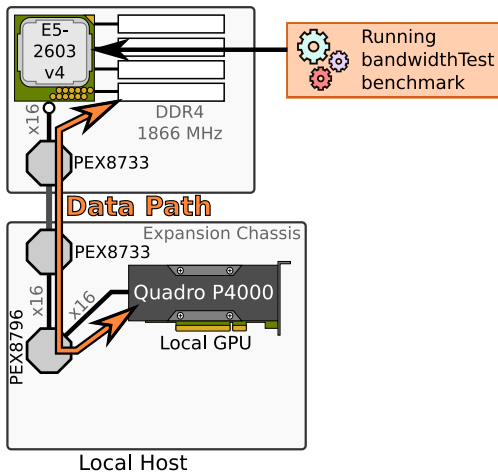 E5-
2603
v4
Running
bandwidthTest
benchmark
x16
DDR4
1866 MHz
PEX8733
Data Path
Expansion Chassis
PEX8733
x16
x16
Quadro P4000
PEX8796
Local GPU
Local Host